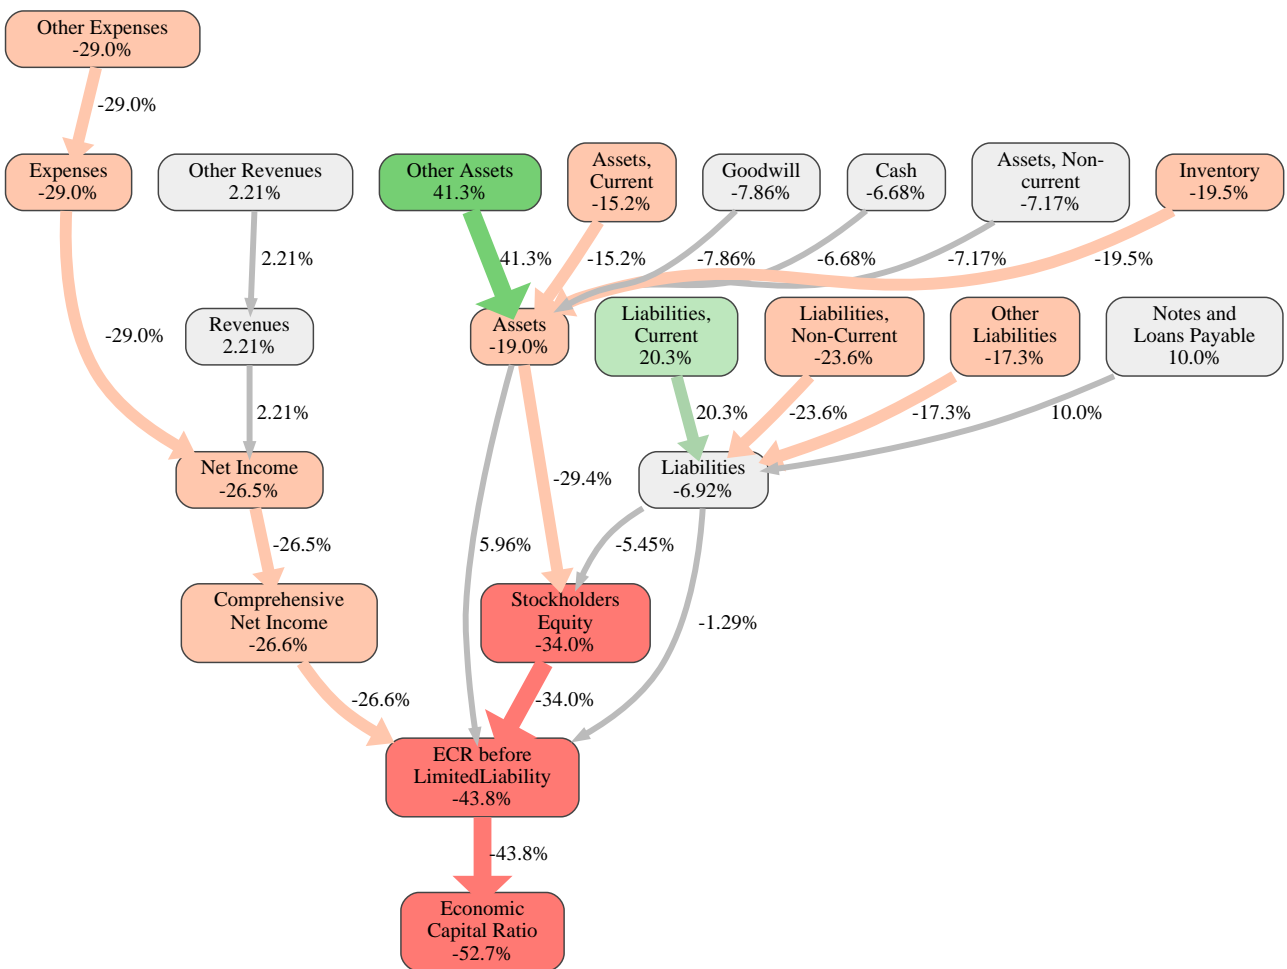 Other Expenses
-29.0%
-29.0%
Expenses
-29.0%
Other Revenues
2.21%
Other Assets
41.3%
Assets,
Current
-15.2%
Goodwill
-7.86%
Cash
-6.68%
Assets, Non-
current
-7.17%
Inventory
-19.5%
2.21%
41.3%
-15.2%
-7.86%
-6.68%
-7.17%
-19.5%
-29.0%
Revenues
2.21%
Assets
-19.0%
Liabilities,
Current
20.3%
Liabilities,
Non-Current
-23.6%
Other
Liabilities
-17.3%
Notes and
Loans Payable
10.0%
2.21%
20.3%
-23.6%
-17.3%
10.0%
Net Income
-26.5%
-29.4%
Liabilities
-6.92%
-26.5%
5.96%
-5.45%
Comprehensive
Net Income
-26.6%
Stockholders
Equity
-34.0%
-1.29%
-26.6%
-34.0%
ECR before
LimitedLiability
-43.8%
-43.8%
Economic
Capital Ratio
-52.7%